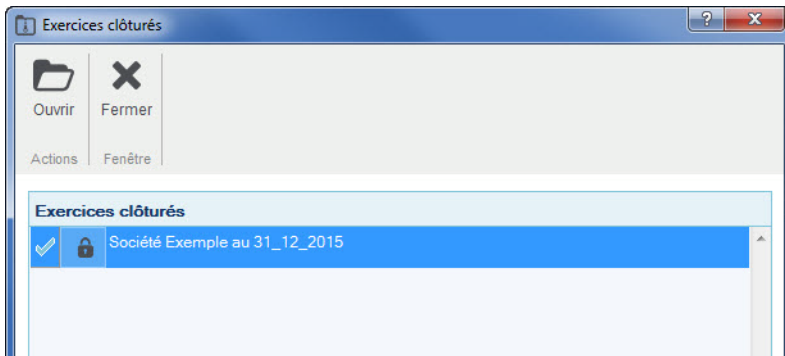 Exercices clôturés
Ouvrir
Fermer
Actions
Fenêtre
Exercices clôturés
Société Exemple au 31_12_2015